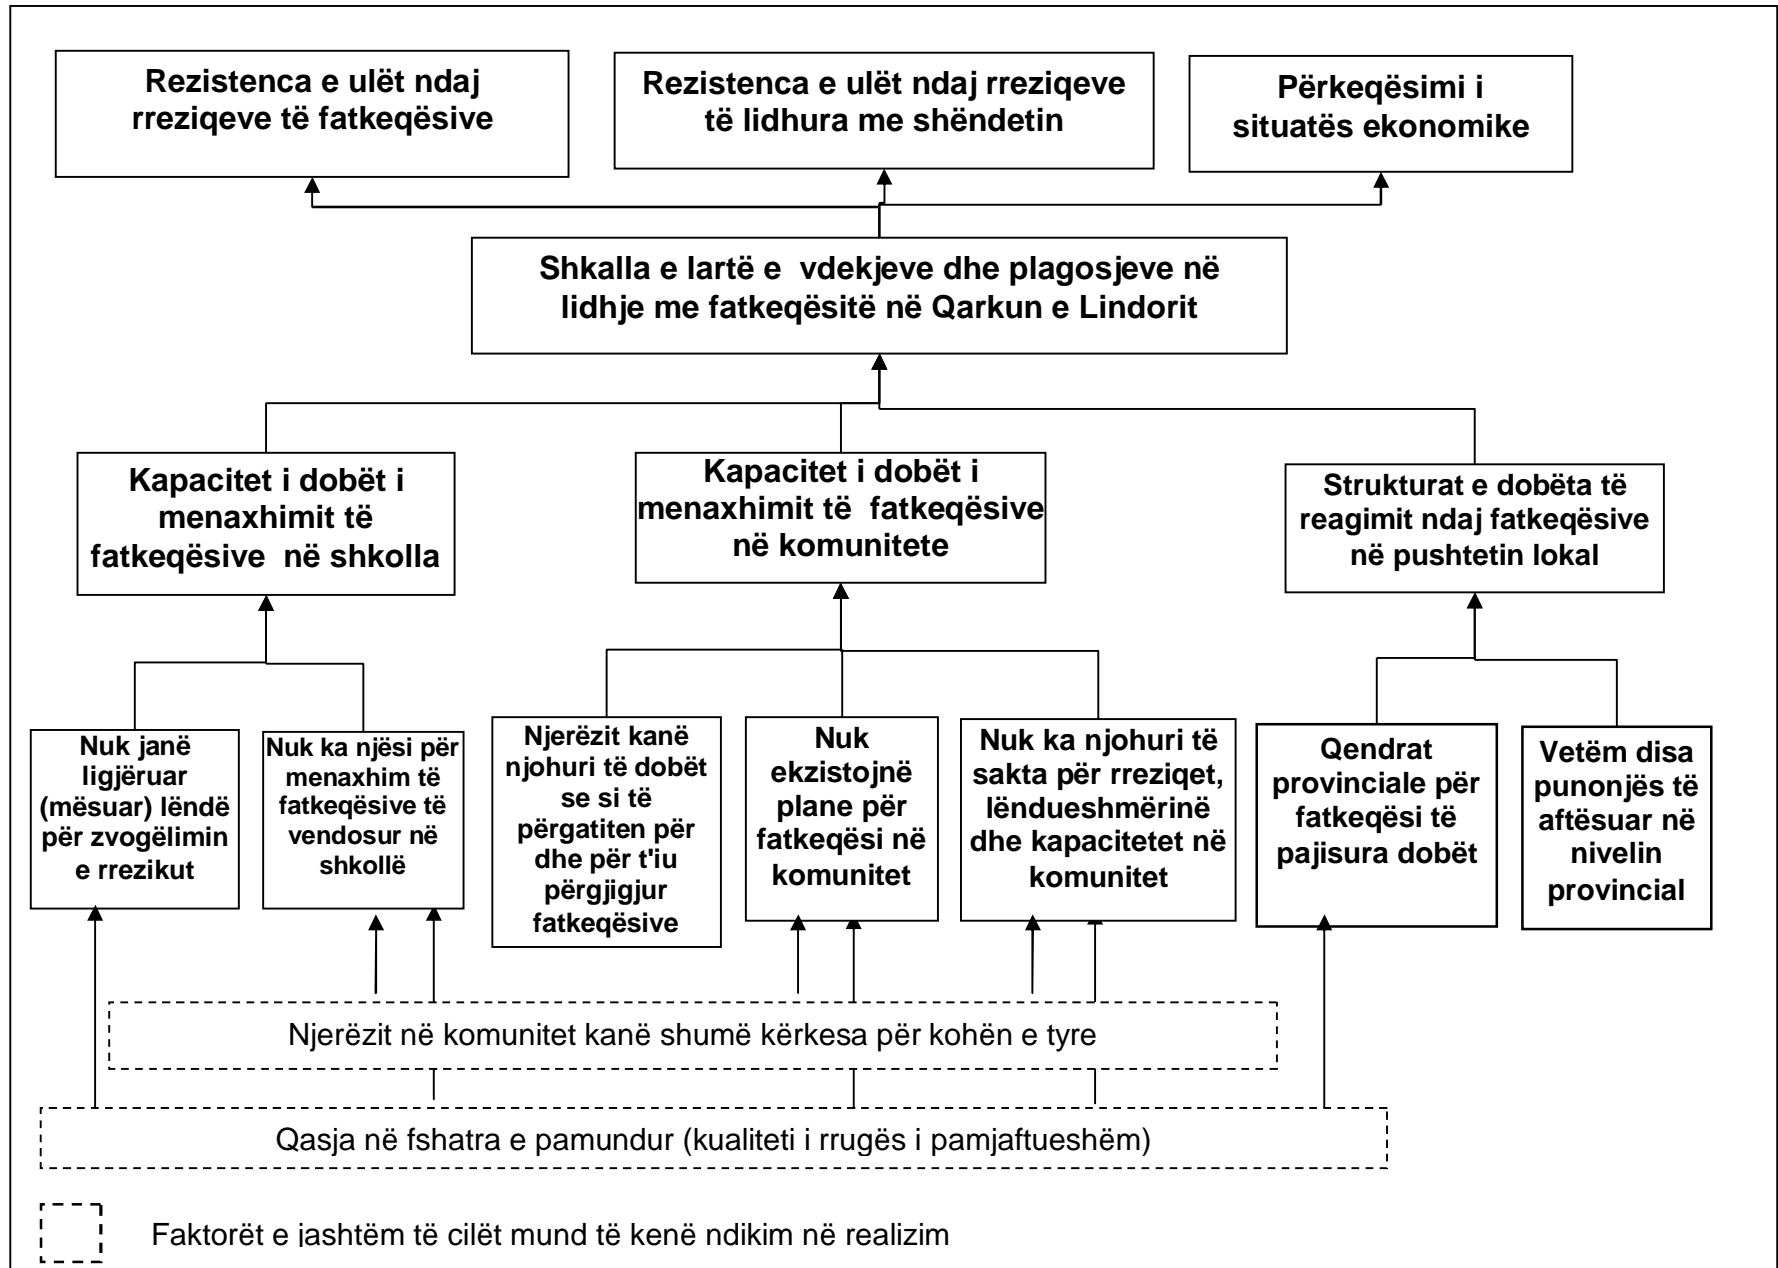 Rezistenca e ulët ndaj
rreziqeve të fatkeqësive
Rezistenca e ulët ndaj rreziqeve
të lidhura me shëndetin
Përkeqësimi i
situatës ekonomike
Shkalla e lartë e vdekjeve dhe plagosjeve në
lidhje me fatkeqësitë në Qarkun e Lindorit
Kapacitet i dobët i
menaxhimit të
fatkeqësive në shkolla
Kapacitet i dobët i
menaxhimit të fatkeqësive
në komunitete
Strukturat e dobëta të
reagimit ndaj fatkeqësive
në pushtetin lokal
Nuk janë
ligjëruar
(mësuar) lëndë
për zvogëlimin
e rrezikut
Nuk ka njësi për
menaxhim të
fatkeqësive të
vendosur në
shkollë
Njerëzit kanë
njohuri të dobët
se si të
përgatiten për
dhe për t'iu
përgjigjur
fatkeqësive
Nuk
ekzistojnë
plane për
fatkeqësi në
komunitet
Nuk ka njohuri të
sakta për rreziqet,
lëndueshmërinë
dhe kapacitetet në
komunitet
Qendrat
provinciale për
fatkeqësi të
pajisura dobët
Vetëm disa
punonjës të
aftësuar në
nivelin
provincial
Njerëzit në komunitet kanë shumë kërkesa për kohën e tyre
Qasja në fshatra e pamundur (kualiteti i rrugës i pamjaftueshëm)
Faktorët e jashtëm të cilët mund të kenë ndikim në realizim